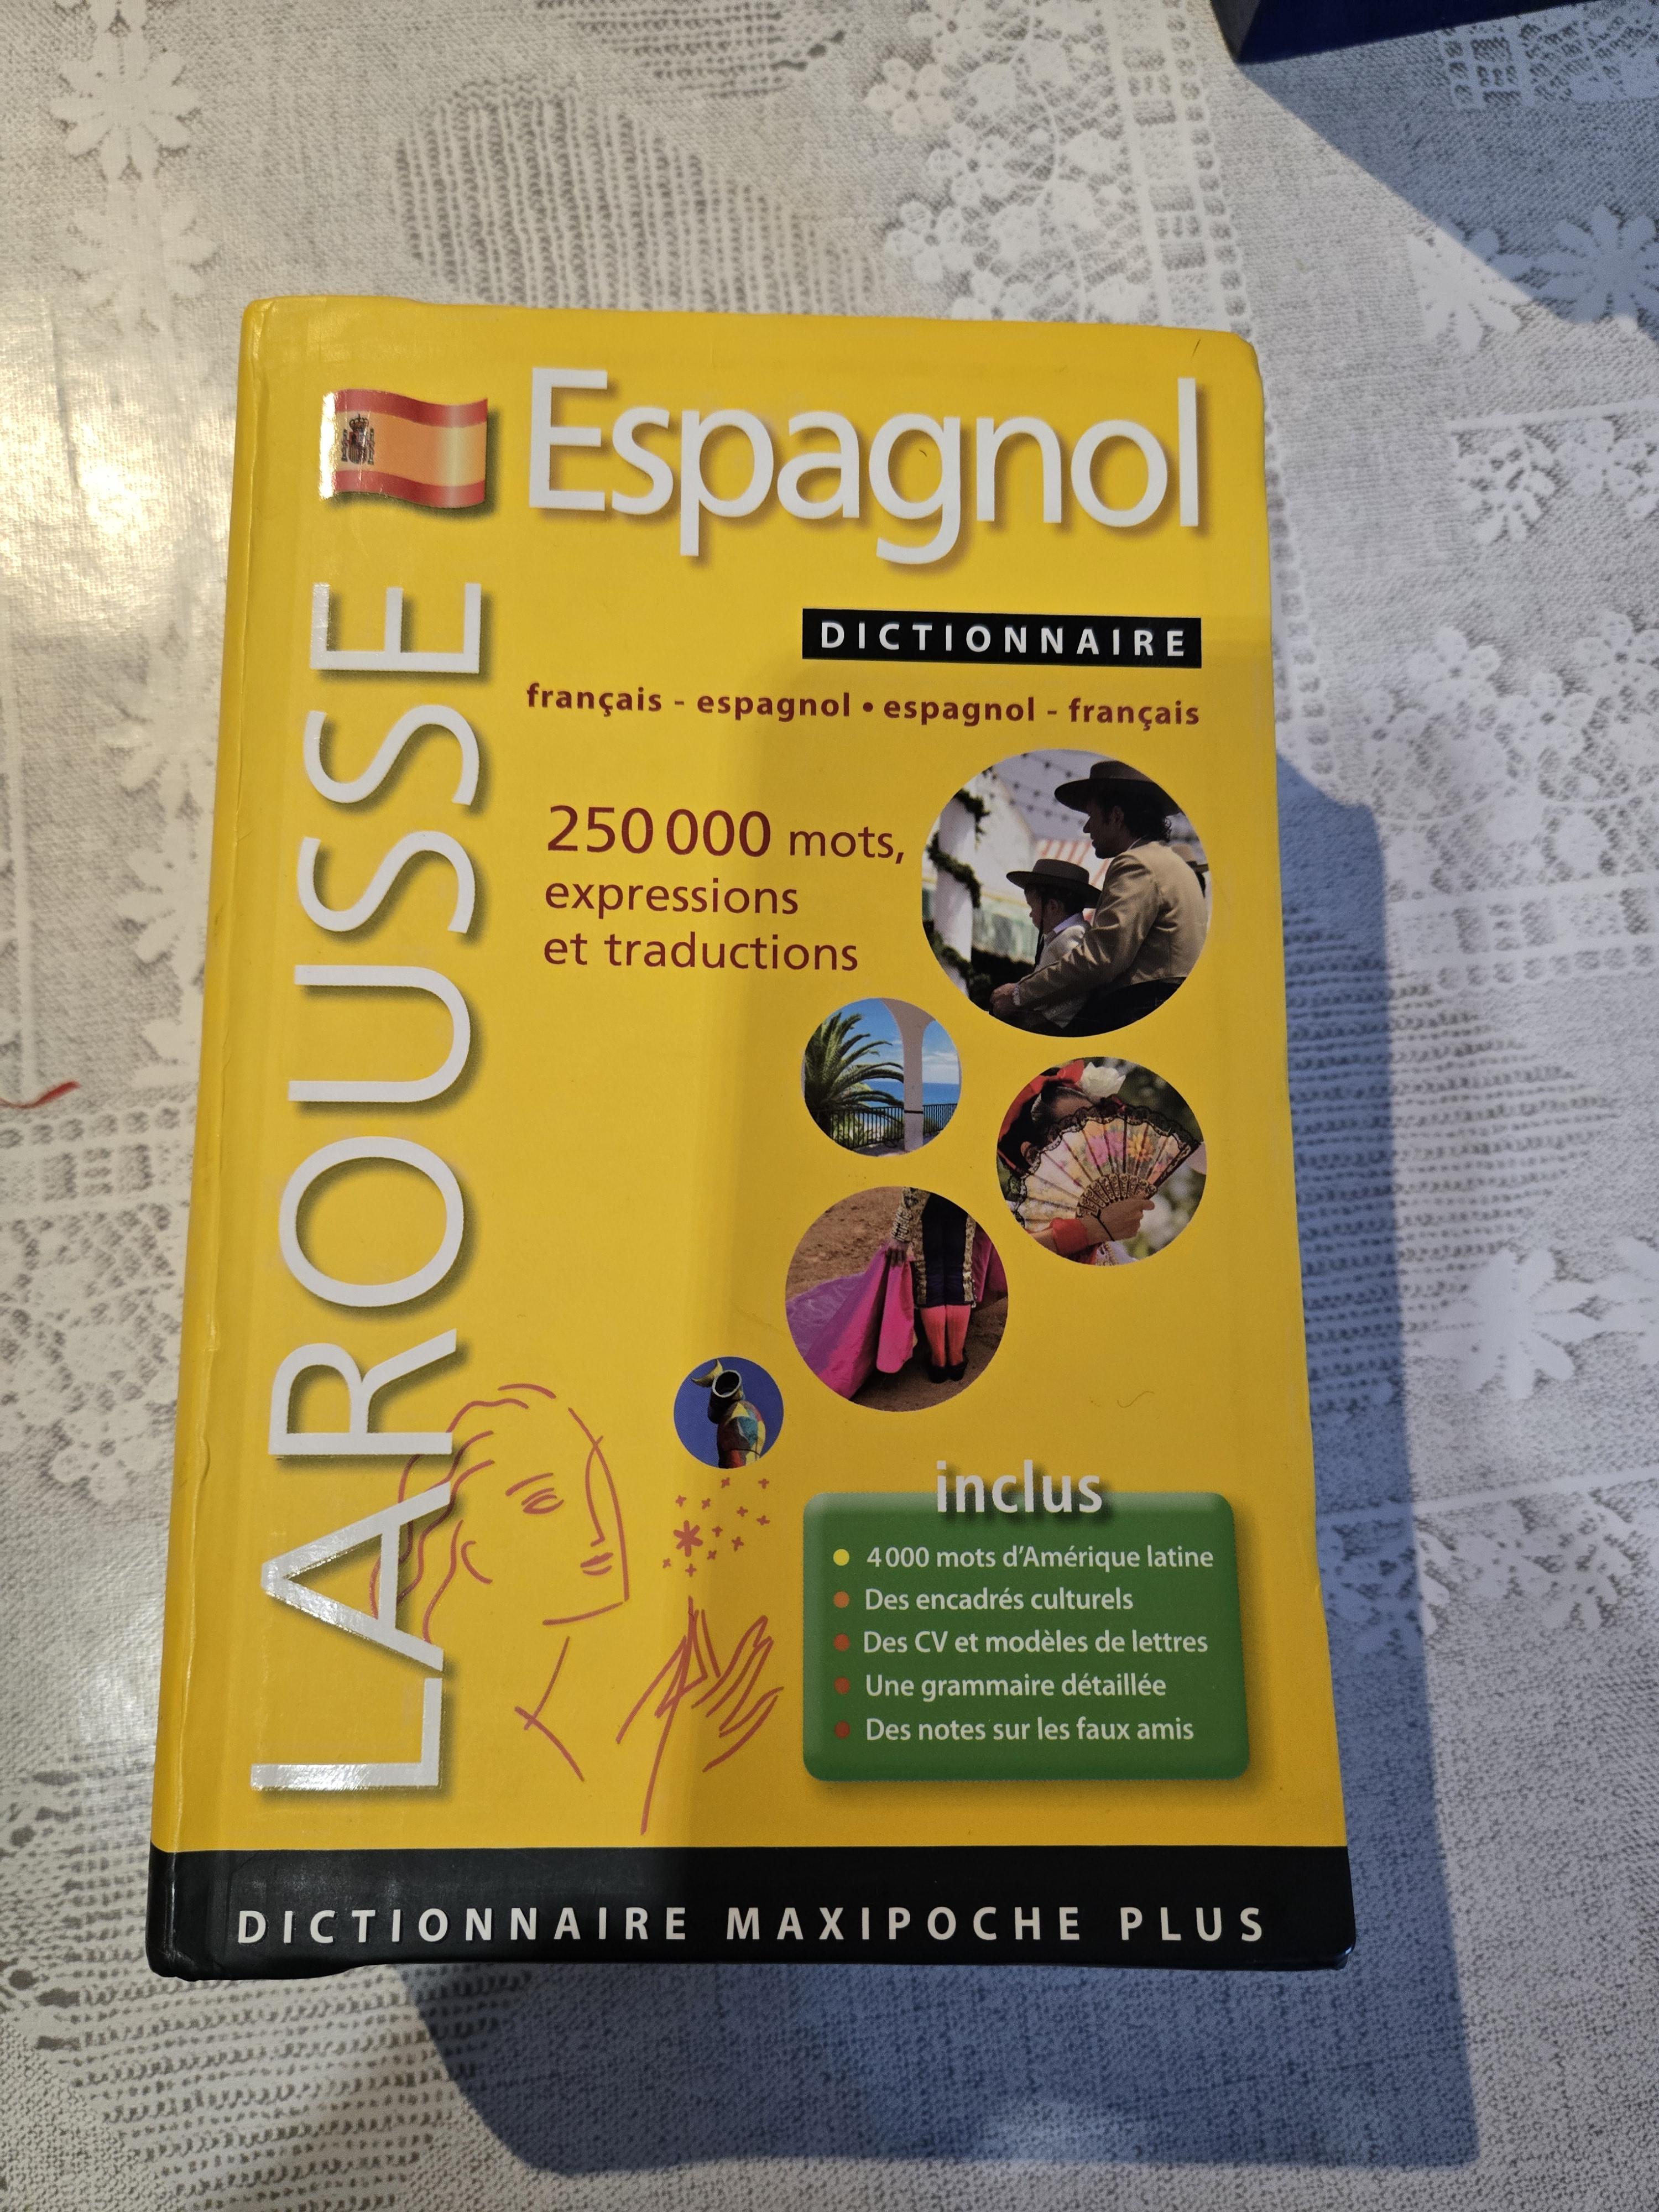 Espagnol
LAROUSSE
DICTIONNAIRE
français - espagnol • espagnol - français
250 000 mots,
expressions
et traductions
inclus
4 000 mots d'Amérique latine
Des encadrés culturels
Des CV et modèles de lettres
Une grammaire détaillée
Des notes sur les faux amis
DICTIONNAIRE MAXIPOCHE PLUS